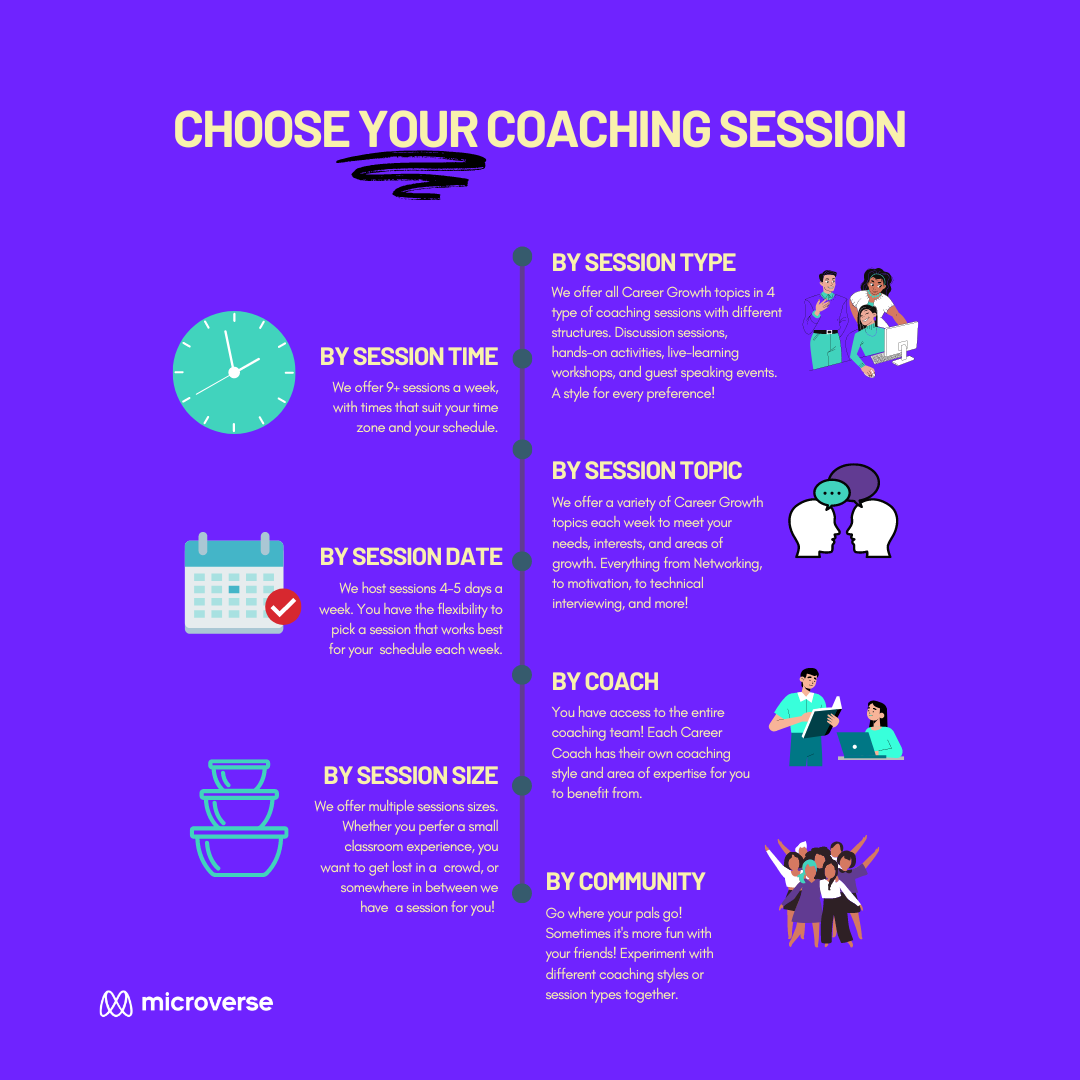 CHOOSE YOUR COACHING SESSION
BY SESSION TYPE
We offer all Career Growth topics in 4
type of coaching sessions with different
structures. Discussion sessions,
hands-on activities, live-learning
workshops, and guest speaking events.
A style for every preference!
BY SESSION TIME
We offer 9+ sessions a week,
with times that suit your time
zone and your schedule.
BY SESSION TOPIC
We offer a variety of Career Growth
topics each week to meet your
needs, interests, and areas of
growth. Everything from Networking,
to motivation, to technical
interviewing, and more!
BY SESSION DATE
We host sessions 4-5 days a
week. You have the flexibility to
pick a session that works best
for your schedule each week.
BY COACH
You have access to the entire
coaching team! Each Career
Coach has their own coaching
style and area of expertise for you
to benefit from.
BY SESSION SIZE
We offer multiple sessions sizes.
Whether you perfer a small
classroom experience, you
want to get lost in a crowd, or
somewhere in between we
have a session for you!
BY COMMUNITY
Go where your pals go!
Sometimes it's more fun with
your friends! Experiment with
different coaching styles or
session types together.
microverse